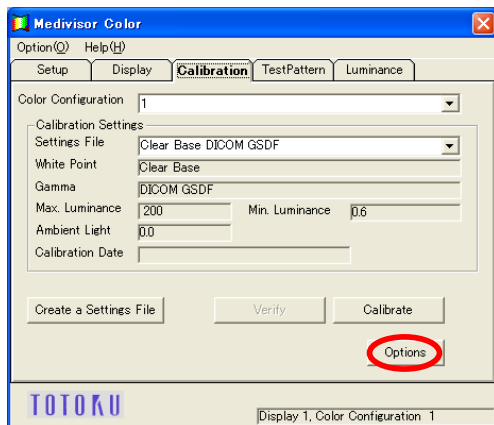 Medivisor Color
Option(O) Help(H)
Setup Display Calibration TestPattern Luminance
Color Configuration 1
Calibration Settings
Settings File Clear Base DICOM GSDF
White Point Clear Base
Gamma DICOM GSDF
Max. Luminance 200 Min. Luminance 0.6
Ambient Light 0.0
Calibration Date
Create a Settings File Verify Calibrate
Options
TOTOKU
Display 1, Color Configuration 1